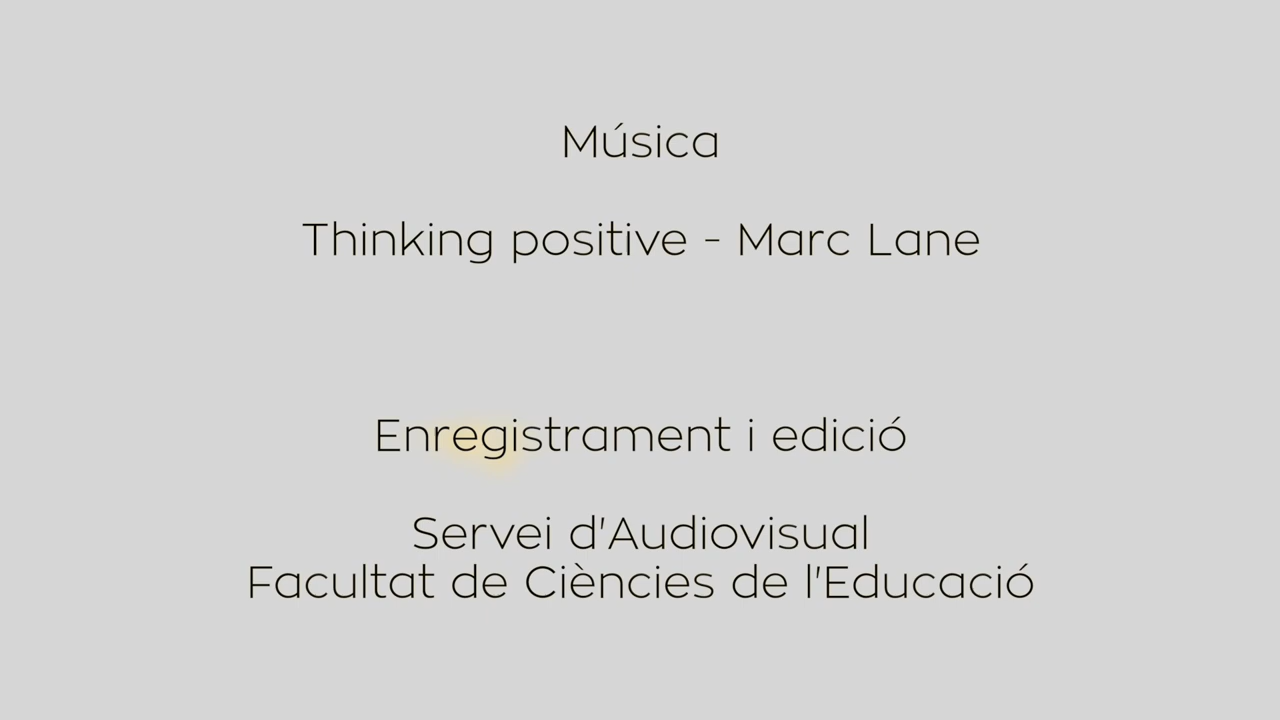 Música
Thinking positive - Marc Lane
Enregistrament i edició
Servei d'Audiovisual
Facultat de Ciències de l'Educació